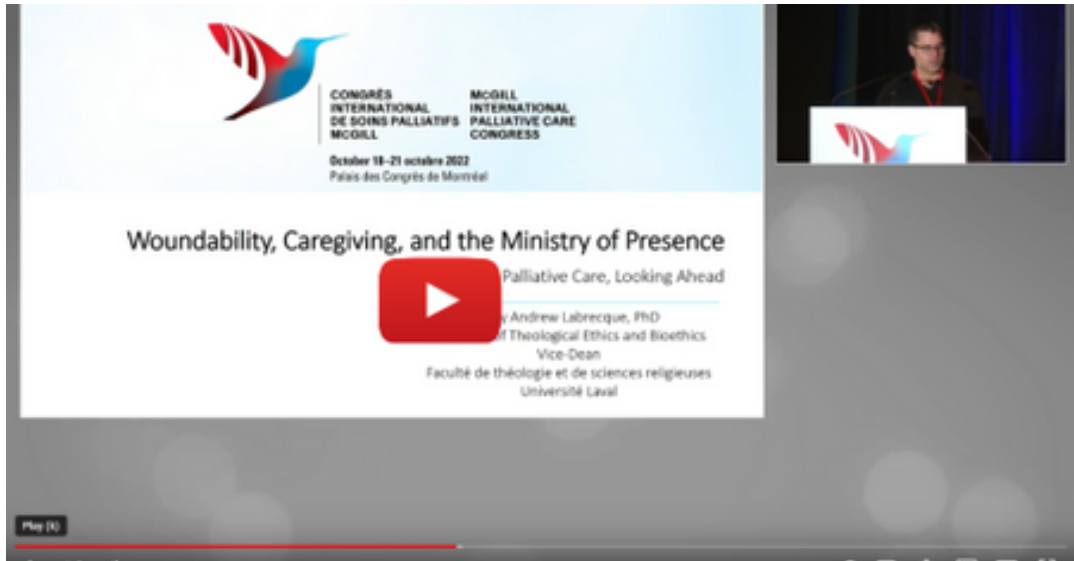 CONGRÈS
INTERNATIONAL
DE SOINS PALLIATIFS
MCGILL
MCGILL
INTERNATIONAL
PALLIATIVE CARE
CONGRESS
October 18–21 octobre 2022
Palais des Congrès de Montréal
Woundability, Caregiving, and the Ministry of Presence
Palliative Care, Looking Ahead
y Andrew Labrecque, PhD
of Theological Ethics and Bioethics
Vice-Dean
Faculté de théologie et de sciences religieuses
Université Laval
Play (k)